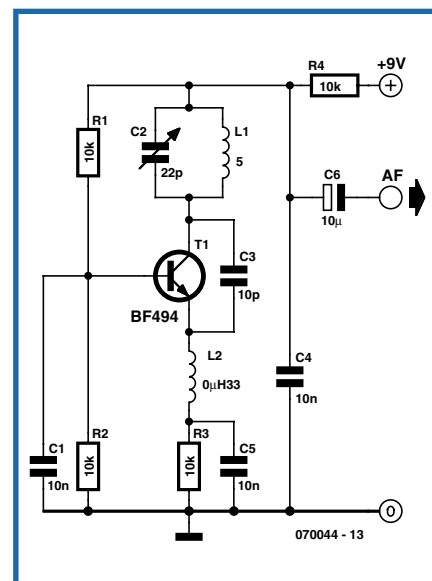 R4
+9V
10k
R1
10k
C2
L1
22p
5
C6
AF
10µ
T1
C3
10p
BF494
L2
0µH33
C4
10n
C1
10n
R2
10k
R3
10k
C5
10n
0
070044 - 13